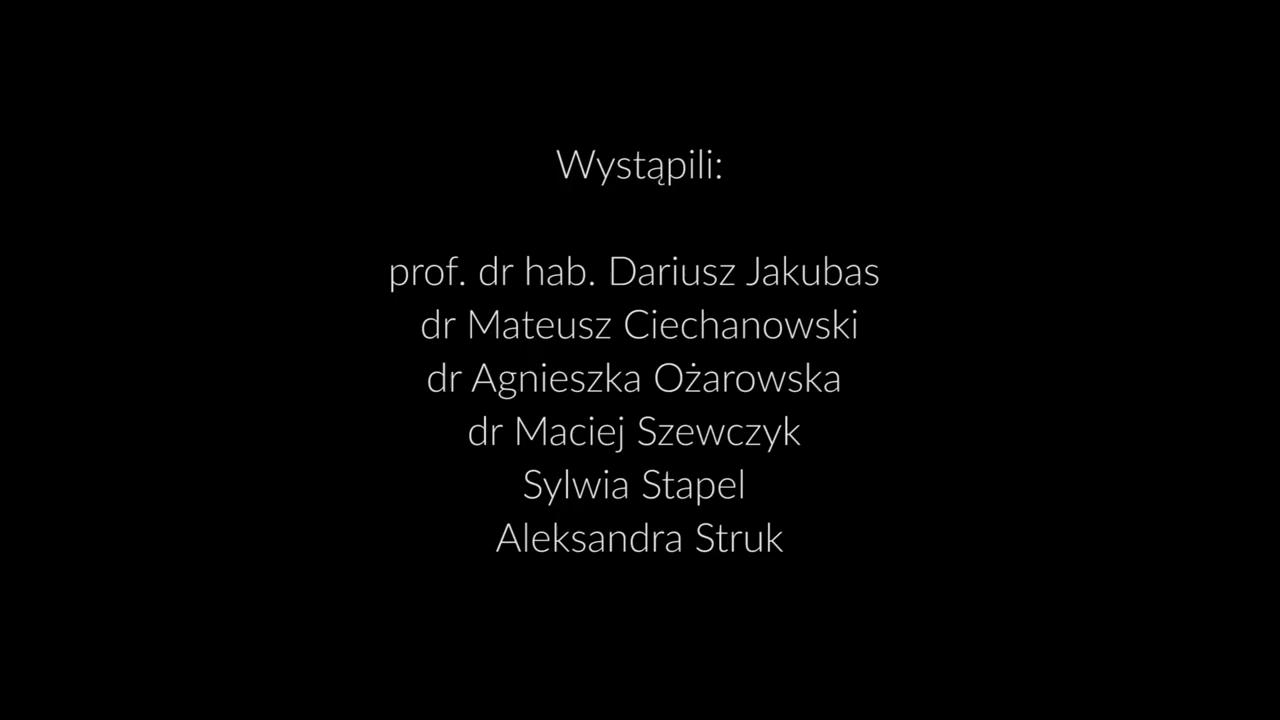 Wystąpili:
prof. dr hab. Dariusz Jakubas
dr Mateusz Ciechanowski
dr Agnieszka Ożarowska
dr Maciej Szewczyk
Sylwia Stapel
Aleksandra Struk